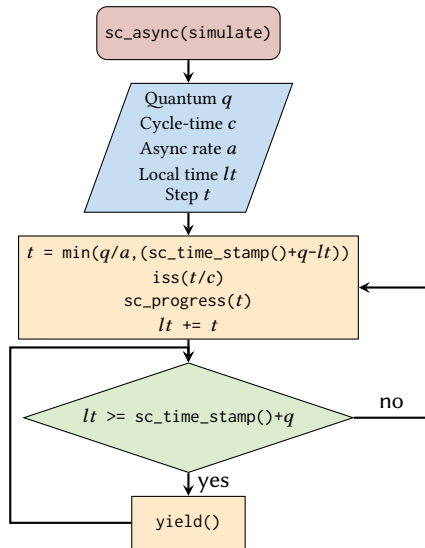 sc_async(simulate)
Quantum q
Cycle-time c
Async rate a
Local time lt
Step t
t = min(q/a,(sc_time_stamp()+q-lt))
iss(t/c)
sc_progress(t)
lt += t
lt >= sc_time_stamp()+q
no
yes
yield()